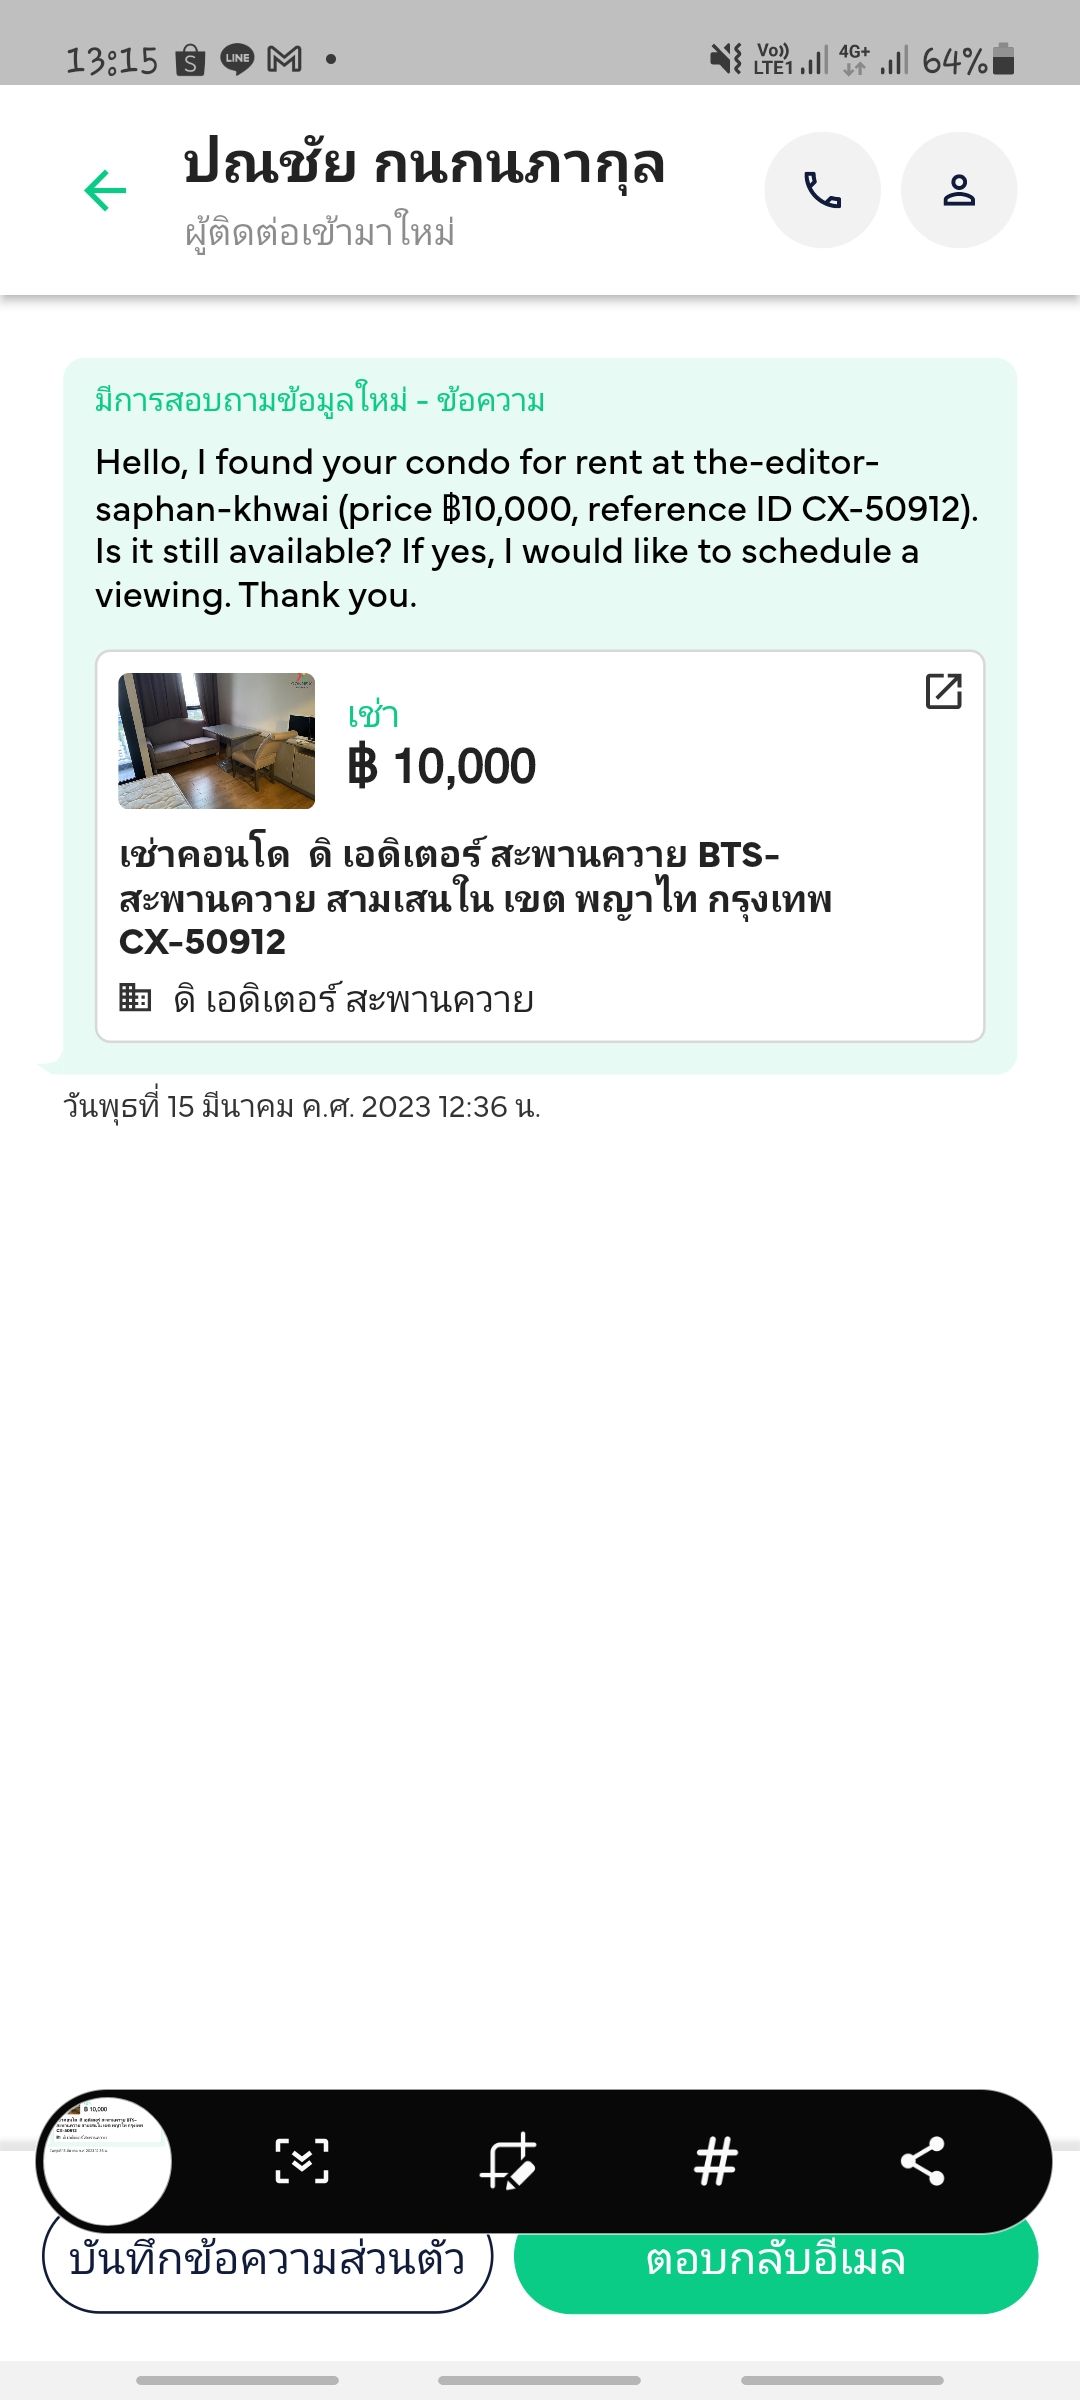 13:15
LINE
Vo))
LTE1
4G+
64%
ปณชัย กนกนภากุล
ผู้ติดต่อเข้ามาใหม่
มีการสอบถามข้อมูลใหม่ - ข้อความ
Hello, I found your condo for rent at the-editor-
saphan-khwai (price ฿10,000, reference ID CX-50912).
Is it still available? If yes, I would like to schedule a
viewing. Thank you.
เช่า
฿ 10,000
เช่าคอนโด  ดิ เอดิเตอร์ สะพานควาย BTS-
สะพานควาย สามเสนใน เขต พญาไท กรุงเทพ
CX-50912
ดิ เอดิเตอร์ สะพานควาย
วันพุธที่ 15 มีนาคม ค.ศ. 2023 12:36 น.
฿ 10,000
บันทึกข้อความส่วนตัว
ตอบกลับอีเมล